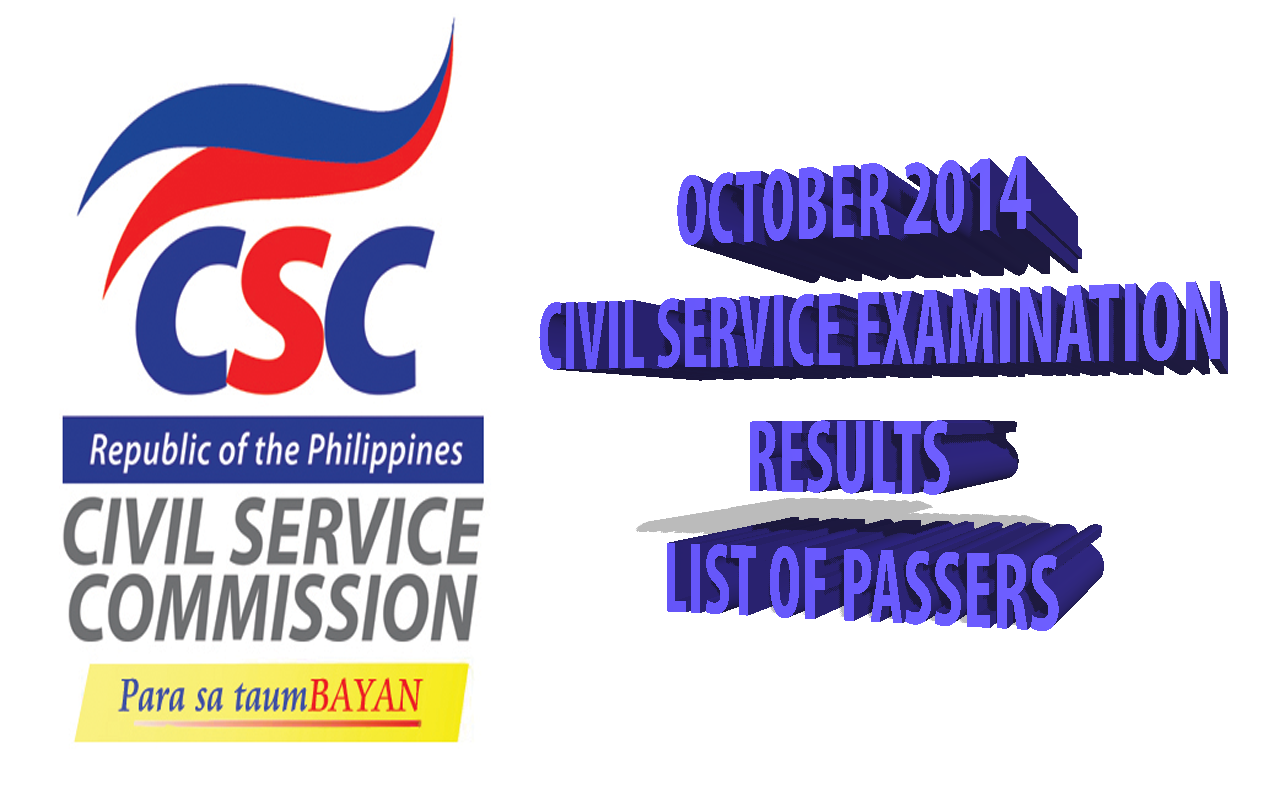 CSC
Republic of the Philippines
CIVIL SERVICE
COMMISSION
Para sa taumBAYAN
OCTOBER 2014
CIVIL SERVICE EXAMINATION
RESULTS
LIST OF PASSERS